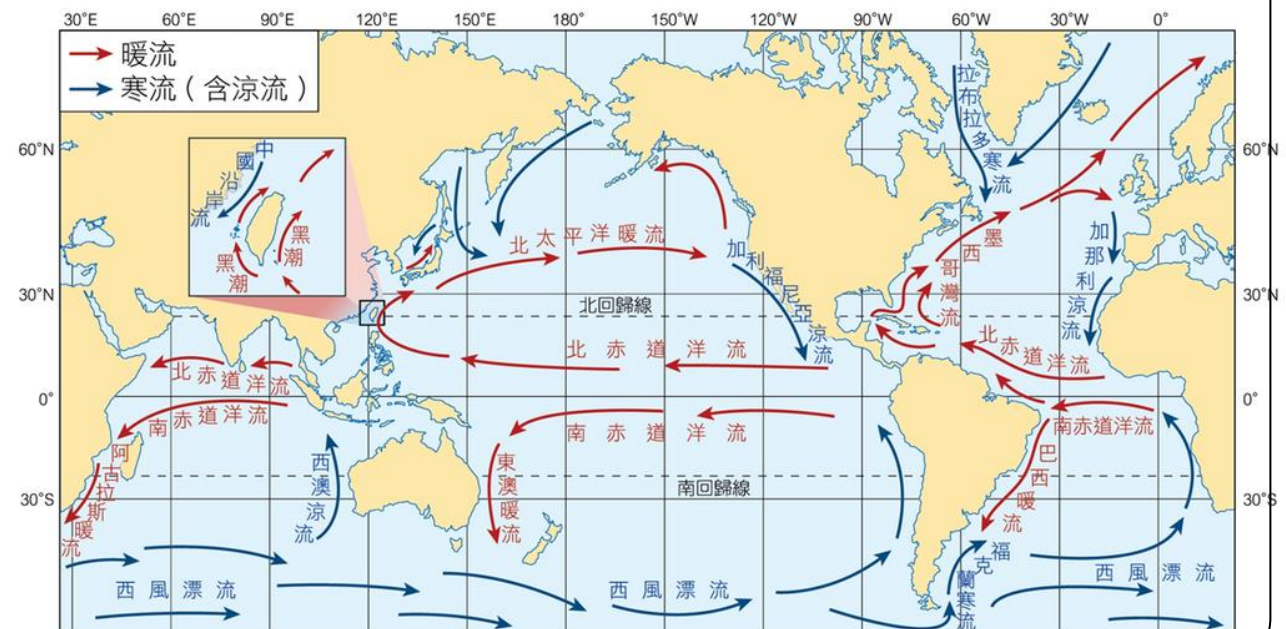 30°E 60°E 90°E 120°E 150°E 180° 150°W 120°W 90°W 60°W 30°W 0°
暖流
寒流（含涼流）
60°N
60°N
中國沿岸流
黑潮
黑潮
拉布拉多寒流
北太平洋暖流
加利福尼亞涼流
墨西哥灣流
加那利涼流
30°N
30°N
北回歸線
北赤道洋流
北赤道洋流
北赤道洋流
0°
0°
南赤道洋流
南赤道洋流
南赤道洋流
阿古拉斯暖流
西澳涼流
東澳暖流
巴西暖流
南回歸線
30°S
30°S
西風漂流
西風漂流
福克蘭寒流
西風漂流